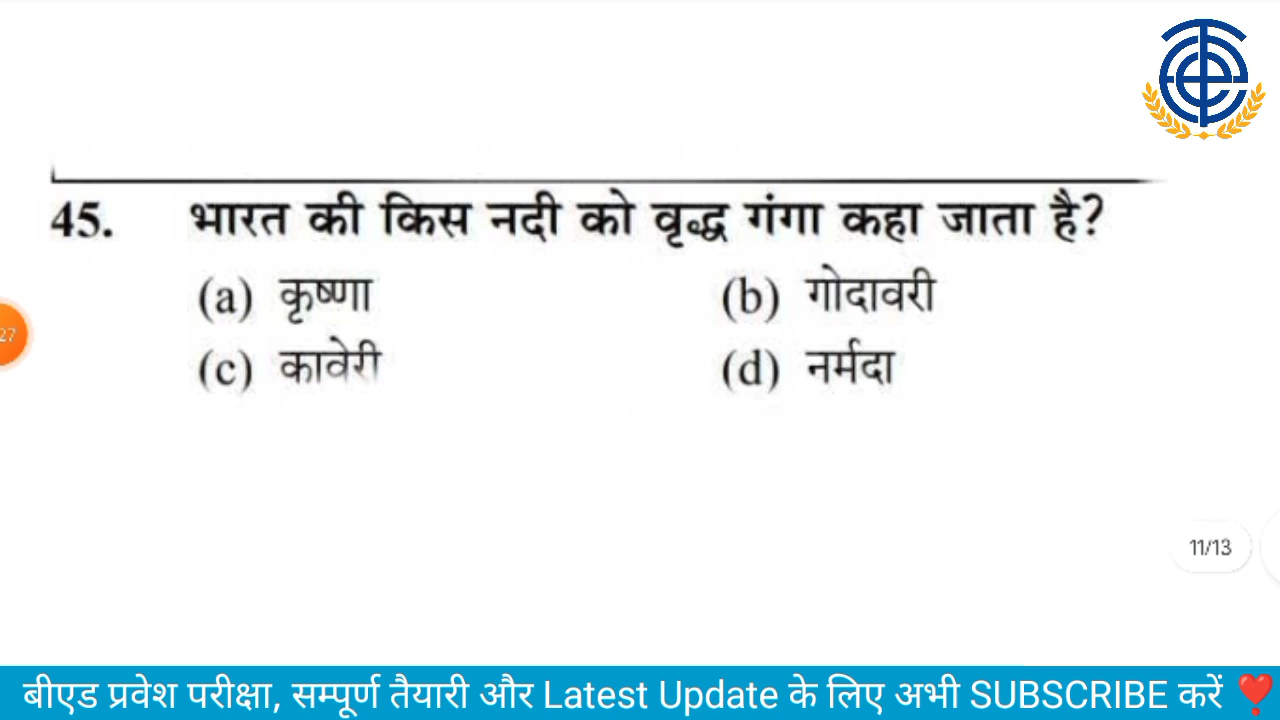 45. भारत की किस नदी को वृद्ध गंगा कहा जाता है?
(a) कृष्णा (b) गोदावरी
(c) कावेरी (d) नर्मदा
27
11/13
बीएड प्रवेश परीक्षा, सम्पूर्ण तैयारी और Latest Update के लिए अभी SUBSCRIBE करें ❤️